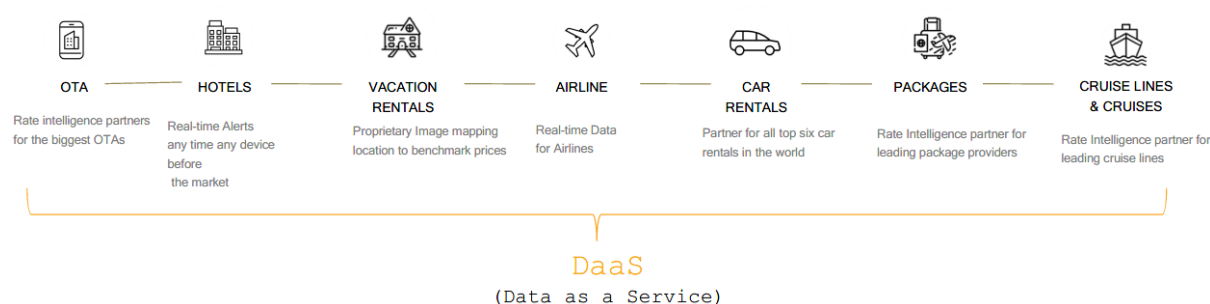 OTA
Rate intelligence partners
for the biggest OTAs
HOTELS
Real-time Alerts
any time any device
before
the market
VACATION
RENTALS
Proprietary Image mapping
location to benchmark prices
AIRLINE
Real-time Data
for Airlines
CAR
RENTALS
Partner for all top six car
rentals in the world
PACKAGES
Rate Intelligence partner for
leading package providers
CRUISE LINES
& CRUISES
Rate Intelligence partner for
leading cruise lines
DaaS
(Data as a Service)